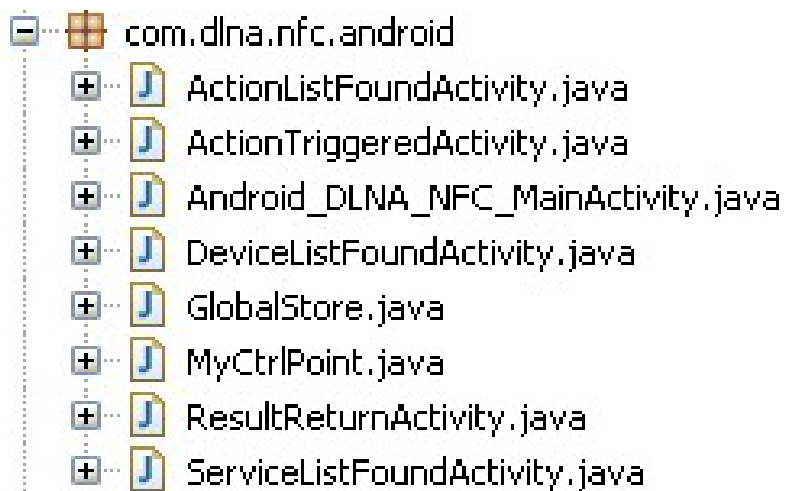 com.dlna.nfc.android
ActionListFoundActivity.java
ActionTriggeredActivity.java
Android_DLNA_NFC_MainActivity.java
DeviceListFoundActivity.java
GlobalStore.java
MyCtrlPoint.java
ResultReturnActivity.java
ServiceListFoundActivity.java